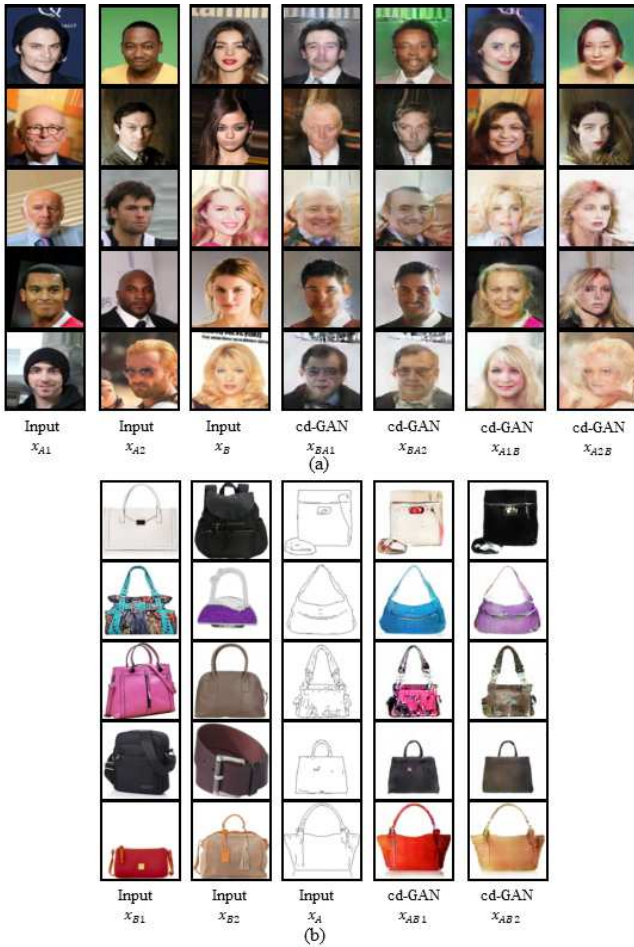 Input Input Input cd-GAN cd-GAN cd-GAN cd-GAN
x_{A1} x_{A2} x_B x_{BA1} x_{BA2} x_{A1B} x_{A2B}
(a)
Input Input Input cd-GAN cd-GAN
x_{B1} x_{B2} x_A x_{AB1} x_{AB2}
(b)